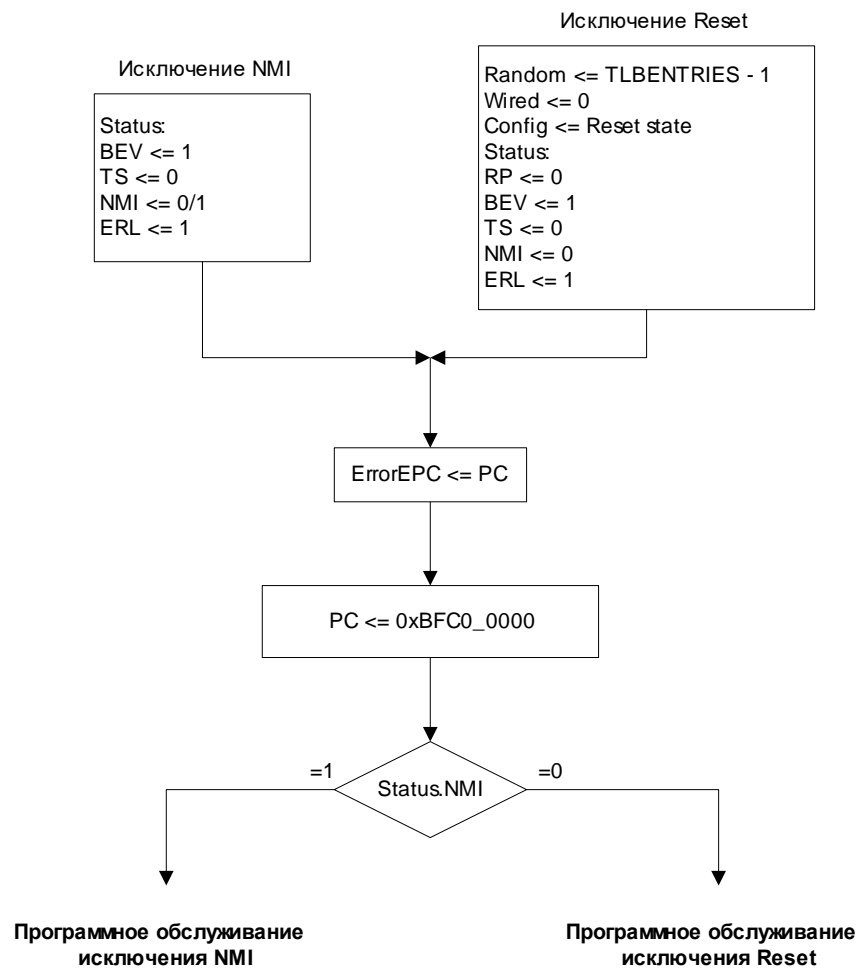 Исключение NMI
Status:
BEV <= 1
TS <= 0
NMI <= 0/1
ERL <= 1
Исключение Reset
Random <= TLBENTRIES - 1
Wired <= 0
Config <= Reset state
Status:
RP <= 0
BEV <= 1
TS <= 0
NMI <= 0
ERL <= 1
ErrorEPC <= PC
PC <= 0xBFC0_0000
=1
Status.NMI
=0
Программное обслуживание
исключения NMI
Программное обслуживание
исключения Reset